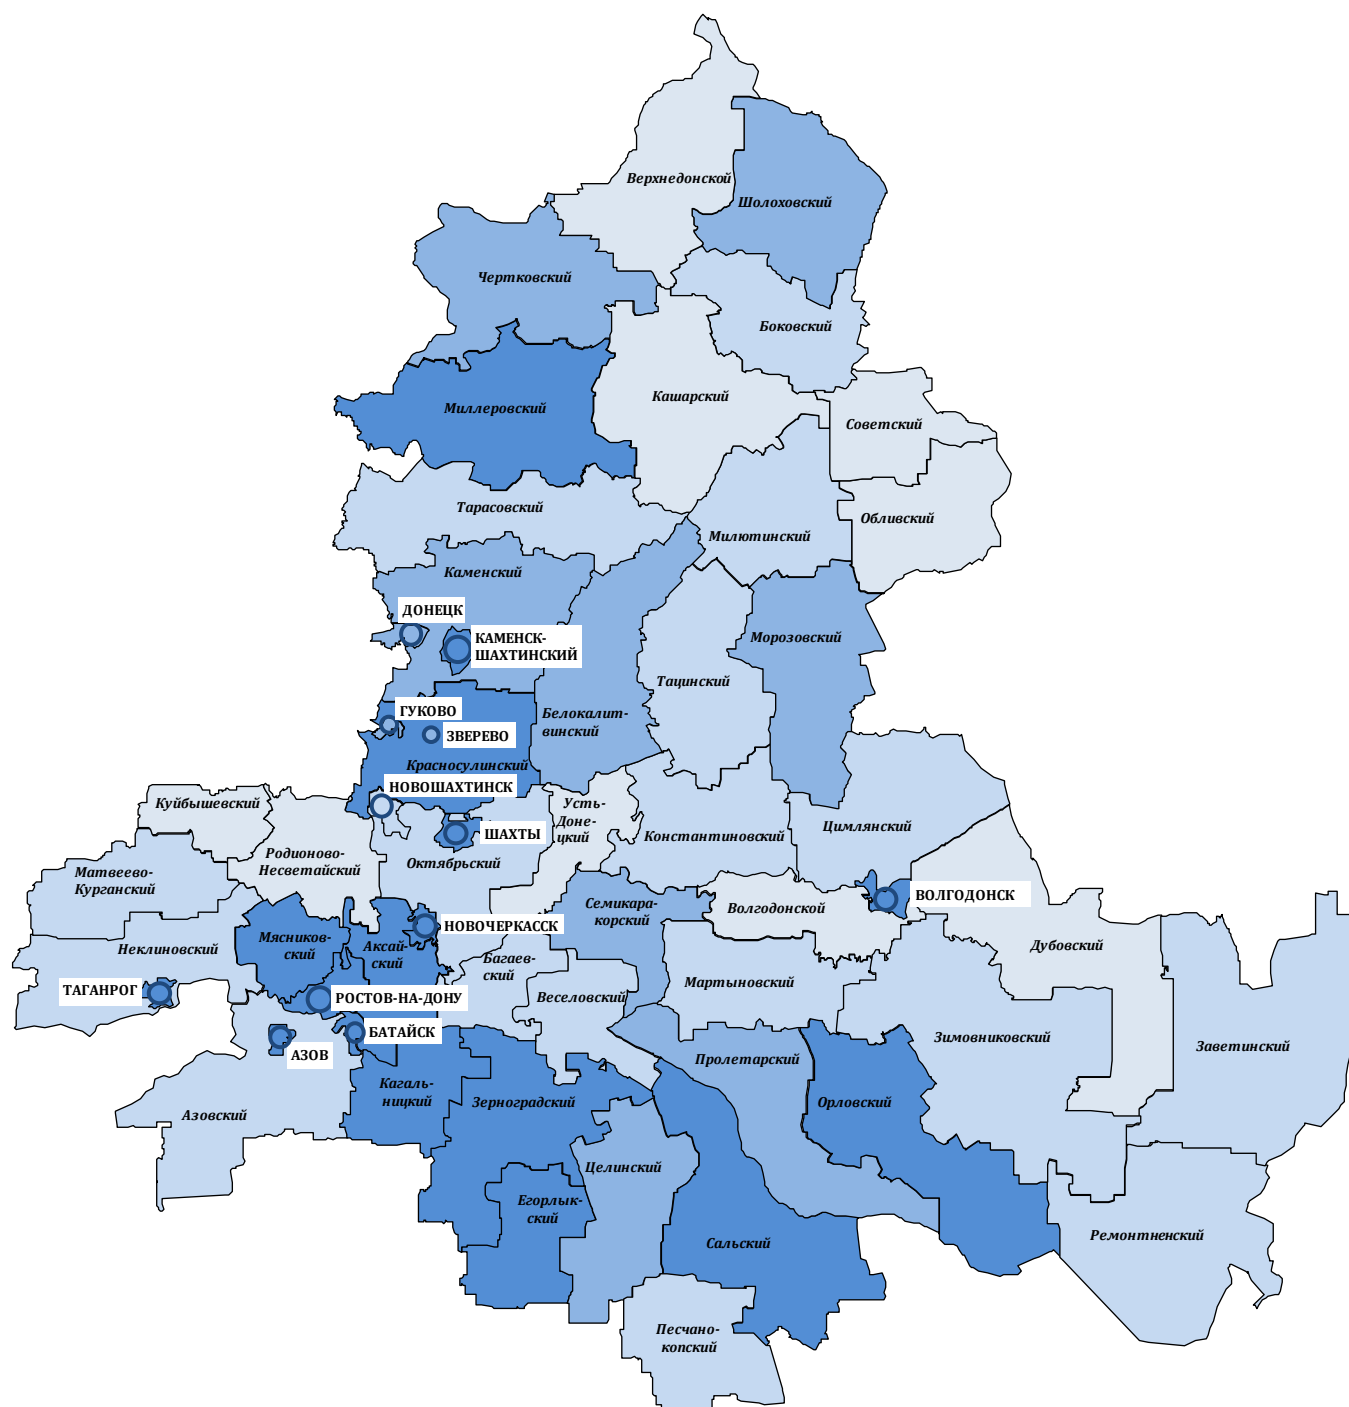 Верхнедонской
Шолоховский
Чертковский
Боковский
Кашарский
Миллеровский
Советский
Тарасовский
Обливский
Милютинский
Каменский
ДОНЕЦК
КАМЕНСК-
ШАХТИНСКИЙ
Морозовский
Тацинский
ГУКОВО
Белокалит-
винский
ЗВЕРЕВО
Красносулинский
НОВОШАХТИНСК
Куйбышевский
Усть-
Доне-
цкий
ШАХТЫ
Константиновский
Цимлянский
Родионово-
Несветайский
Октябрьский
Матвеево-
Курганский
ВОЛГОДОНСК
Семикара-
корский
Волгодонской
НОВОЧЕРКАССК
Мясников-
ский
Аксай-
ский
Неклиновский
Дубовский
Багаев-
ский
Мартыновский
ТАГАНРОГ
РОСТОВ-НА-ДОНУ
Веселовский
БАТАЙСК
Зимовниковский
Заветинский
АЗОВ
Пролетарский
Кагаль-
ницкий
Зерноградский
Орловский
Азовский
Целинский
Егорлык-
ский
Сальский
Ремонтненский
Песчано-
копский